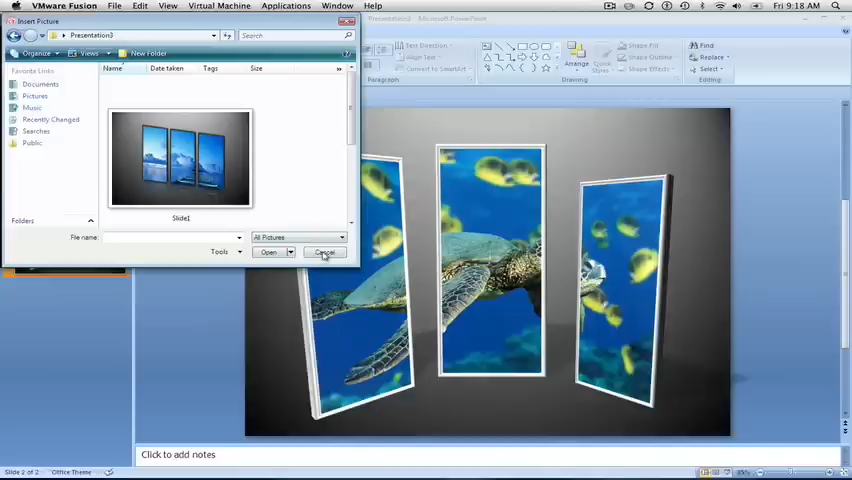 VMware Fusion File Edit View Virtual Machine Applications Window Help
Fri 9:18 AM
Insert Picture
Presentation3 - Microsoft PowerPoint
Presentation3
Search
Organize Views New Folder
Text Direction
Align Text
Convert to SmartArt
Arrange
Quick Styles
Shape Fill
Shape Outline
Shape Effects
Find
Replace
Select
Paragraph
Drawing
Editing
Favorite Links
Documents
Pictures
Music
Recently Changed
Searches
Public
Folders
Name Date taken Tags Size »
Slide1
File name:
All Pictures
Tools
Open
Cancel
Click to add notes
Slide 2 of 2 "Office Theme"
85%